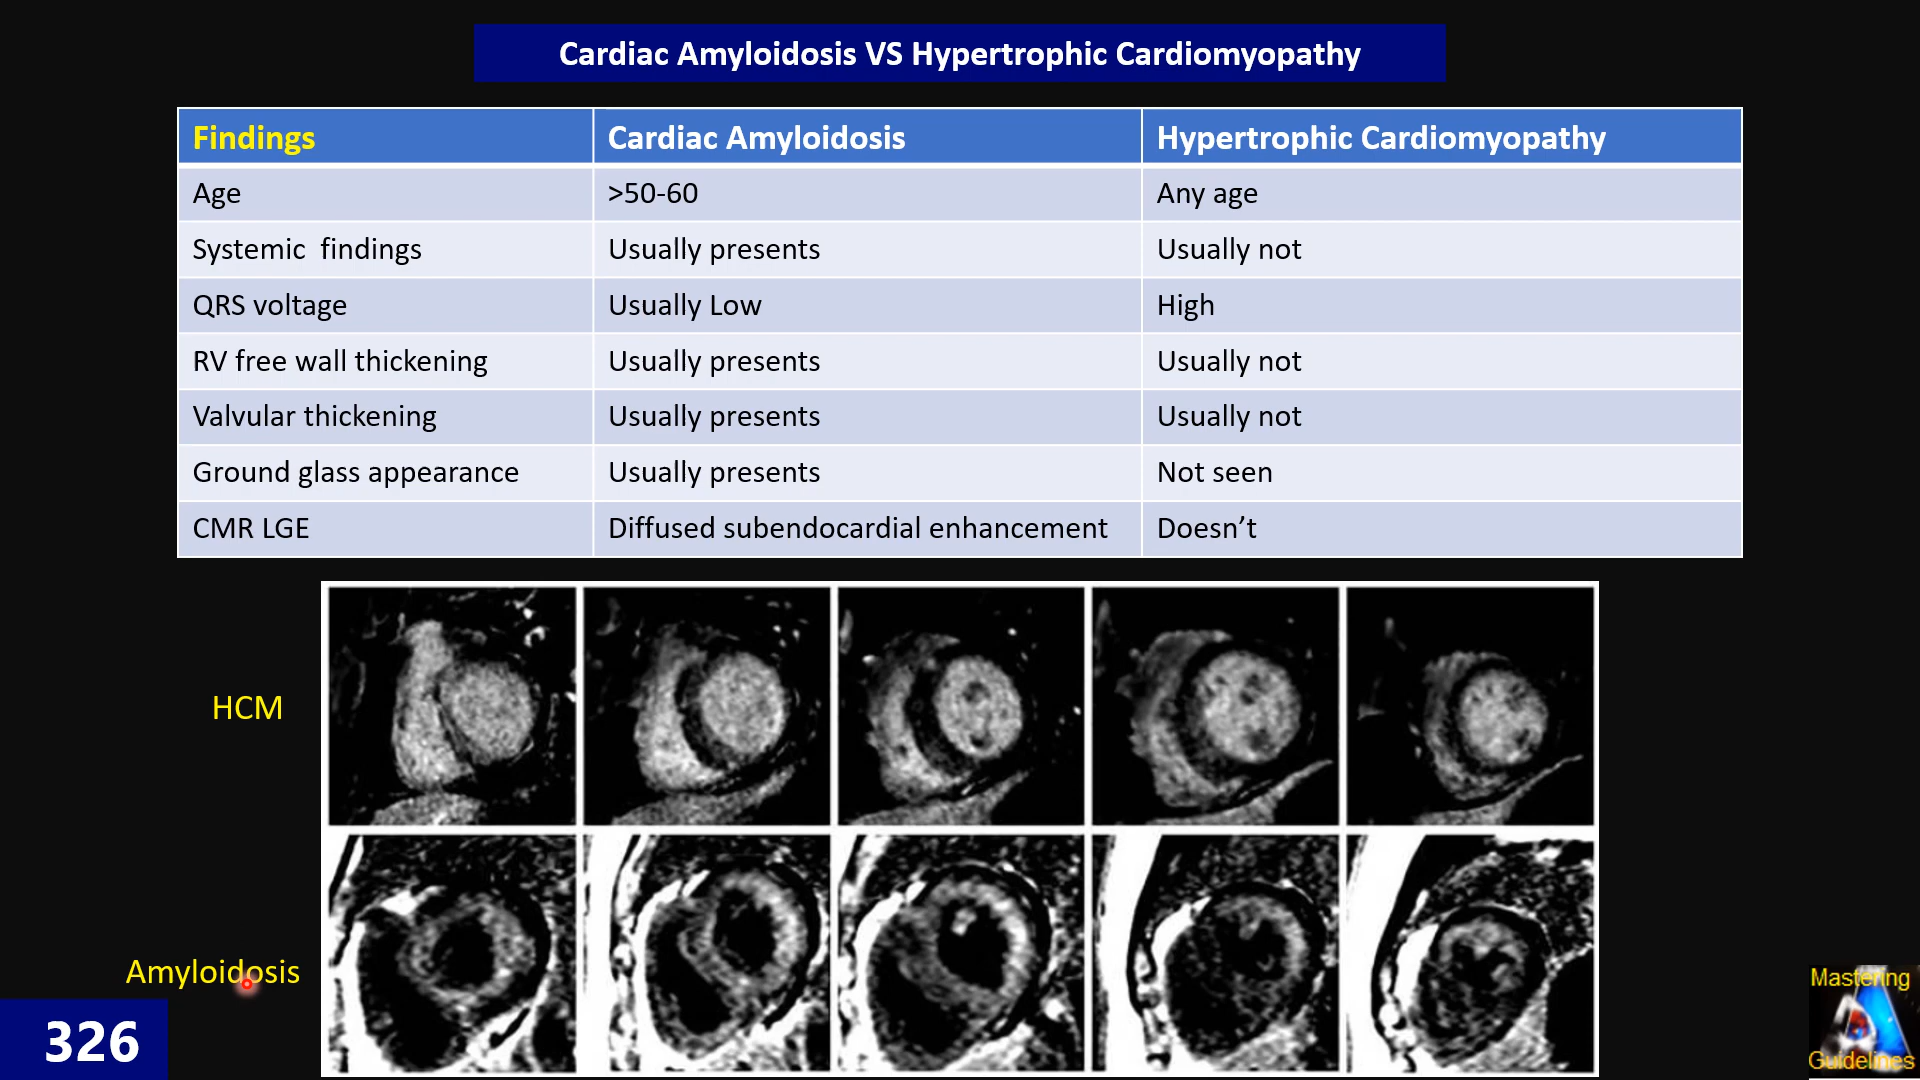 Cardiac Amyloidosis VS Hypertrophic Cardiomyopathy
Findings Cardiac Amyloidosis Hypertrophic Cardiomyopathy
Age >50-60 Any age
Systemic findings Usually presents Usually not
QRS voltage Usually Low High
RV free wall thickening Usually presents Usually not
Valvular thickening Usually presents Usually not
Ground glass appearance Usually presents Not seen
CMR LGE Diffused subendocardial enhancement Doesn’t
HCM
Amyloidosis
326
Mastering
Guidelines